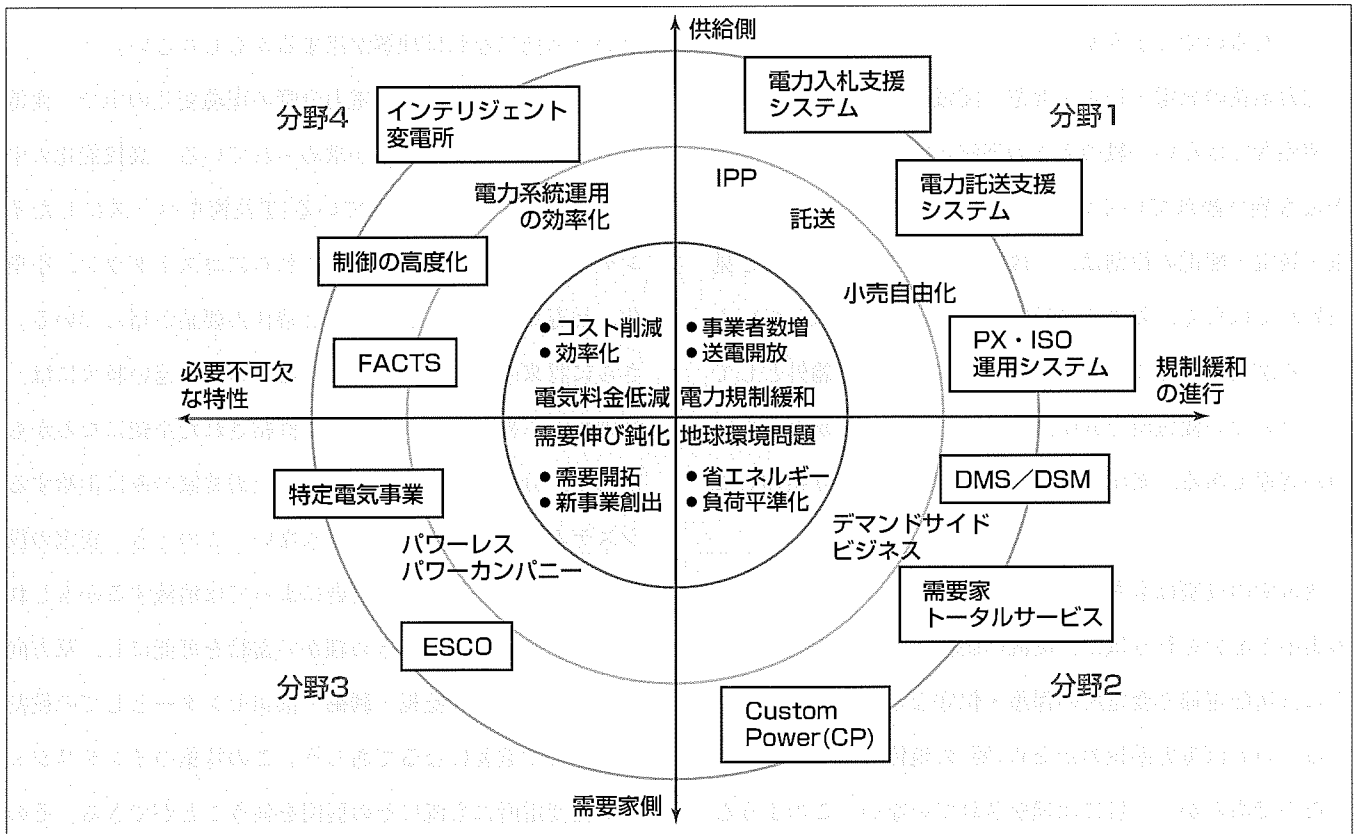 供給側
分野4
インテリジェント
変電所
電力系統運用
の効率化
制御の高度化
FACTS
必要不可欠
な特性
電力入札支援
システム
分野1
IPP
電力託送支援
システム
託送
小売自由化
PX・ISO
運用システム
規制緩和
の進行
●コスト削減
●効率化
電気料金低減
●事業者数増
●送電開放
電力規制緩和
需要伸び鈍化
●需要開拓
●新事業創出
地球環境問題
●省エネルギー
●負荷平準化
特定電気事業
パワーレス
パワーカンパニー
ESCO
分野3
DMS/DSM
デマンドサイド
ビジネス
需要家
トータルサービス
分野2
Custom
Power(CP)
需要家側